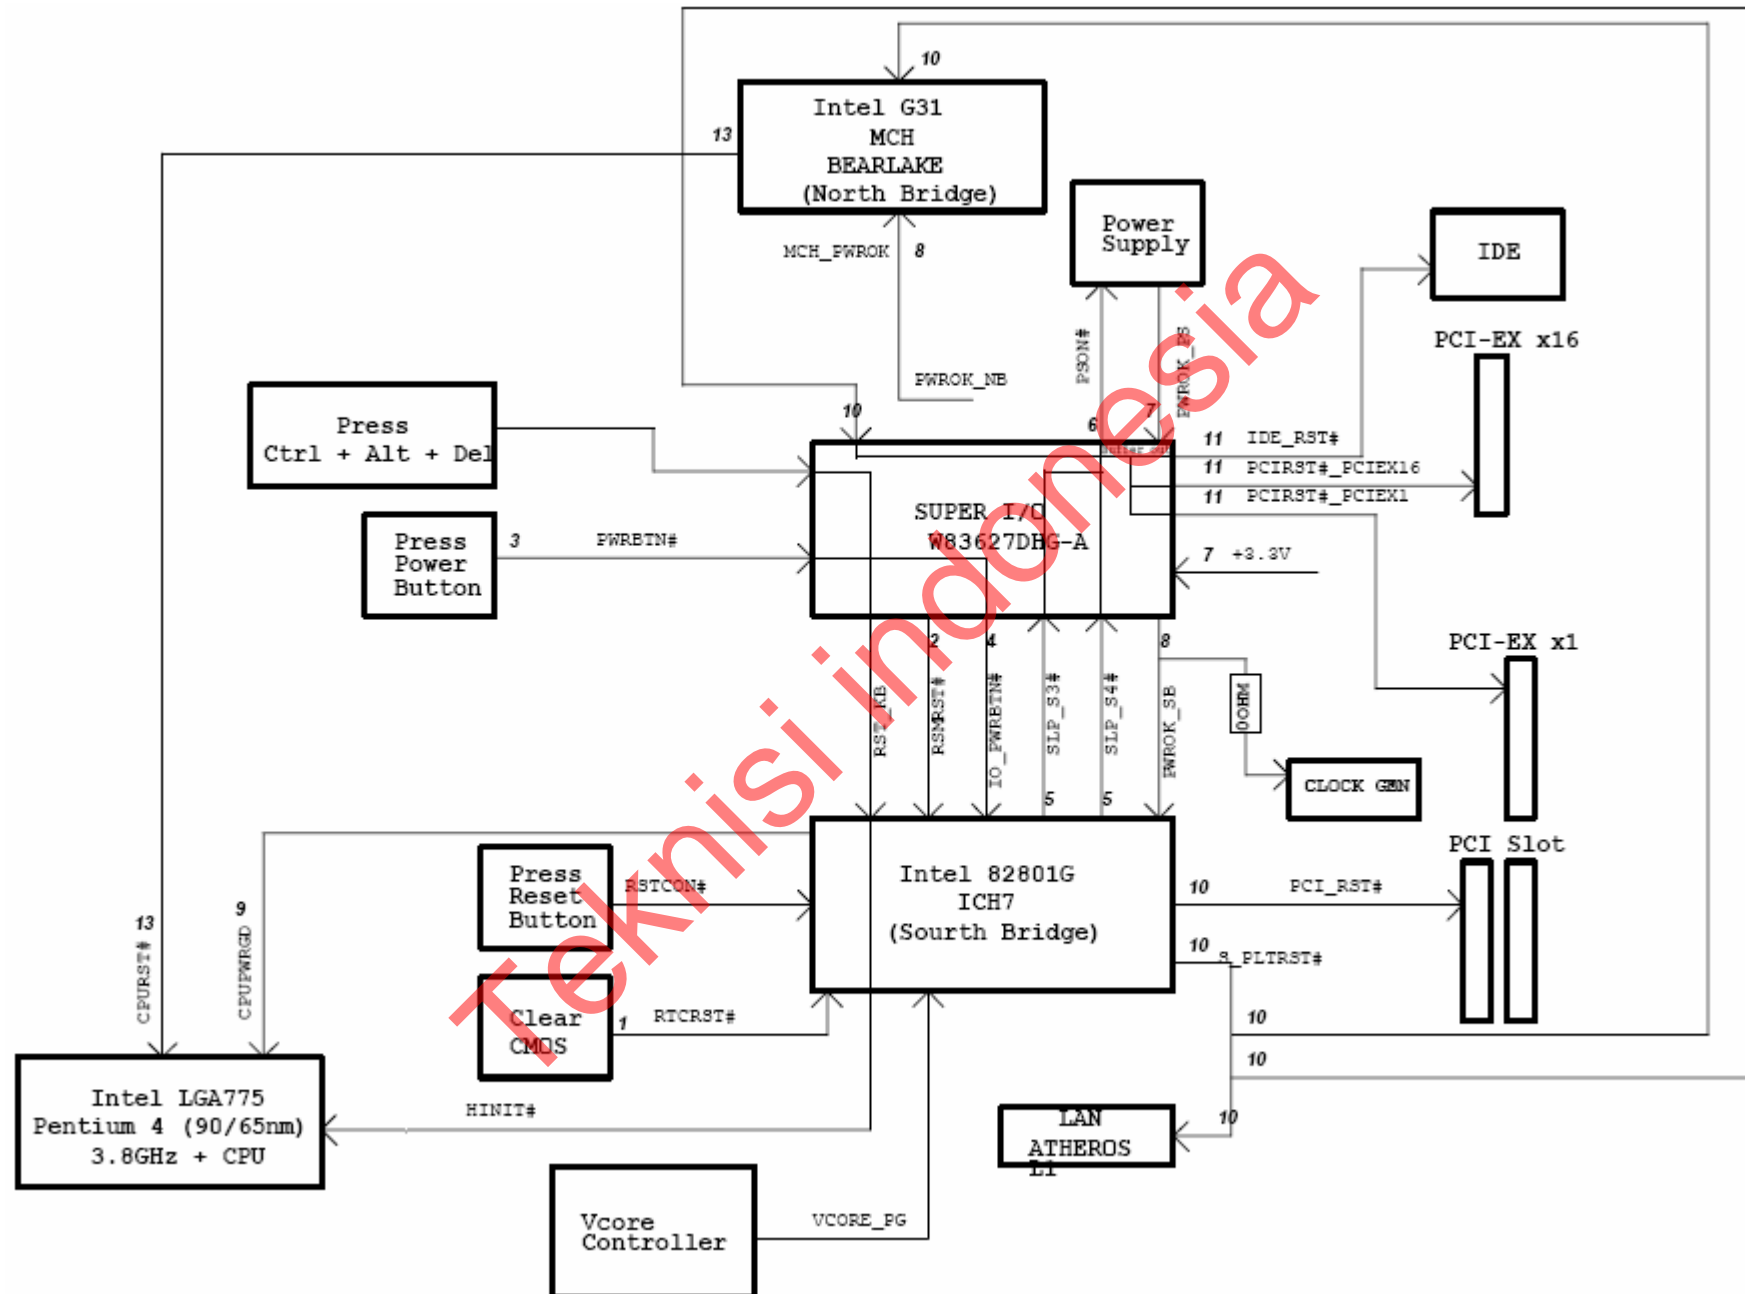 10
Intel G31
13
MCH
BEARLAKE
(North Bridge)
Power
Supply
IDE
MCH_PWROK
8
PCI-EX x16
PSON#
PWROK_PS
PWROK_NB
10
7
6
Press
Ctrl + Alt + Del
11 IDE_RST#
11 PCIRST#_PCIEX16
11 PCIRST#_PCIEX1
SUPER I/O
W83627DHG-A
Press
Power
Button
3 PWRBTN#
7 +3.3V
2
4
8
PCI-EX x1
RST_KB
RSMRST#
IO_PWRBTN#
SLP_S3#
SLP_S4#
PWROK_SB
0OHM
CLOCK GEN
5
5
PCI Slot
Press
Reset
Button
RSTCON#
Intel 82801G
ICH7
(Sourth Bridge)
10 PCI_RST#
9
13
CPURST#
CPUPWRGD
10
S_PLTRST#
Clear
CMOS
1 RTCRST#
10
10
Intel LGA775
Pentium 4 (90/65nm)
3.8GHz + CPU
HINIT#
LAN
ATHEROS
L1
10
Vcore
Controller
VCORE_PG
Teknisi indonesia